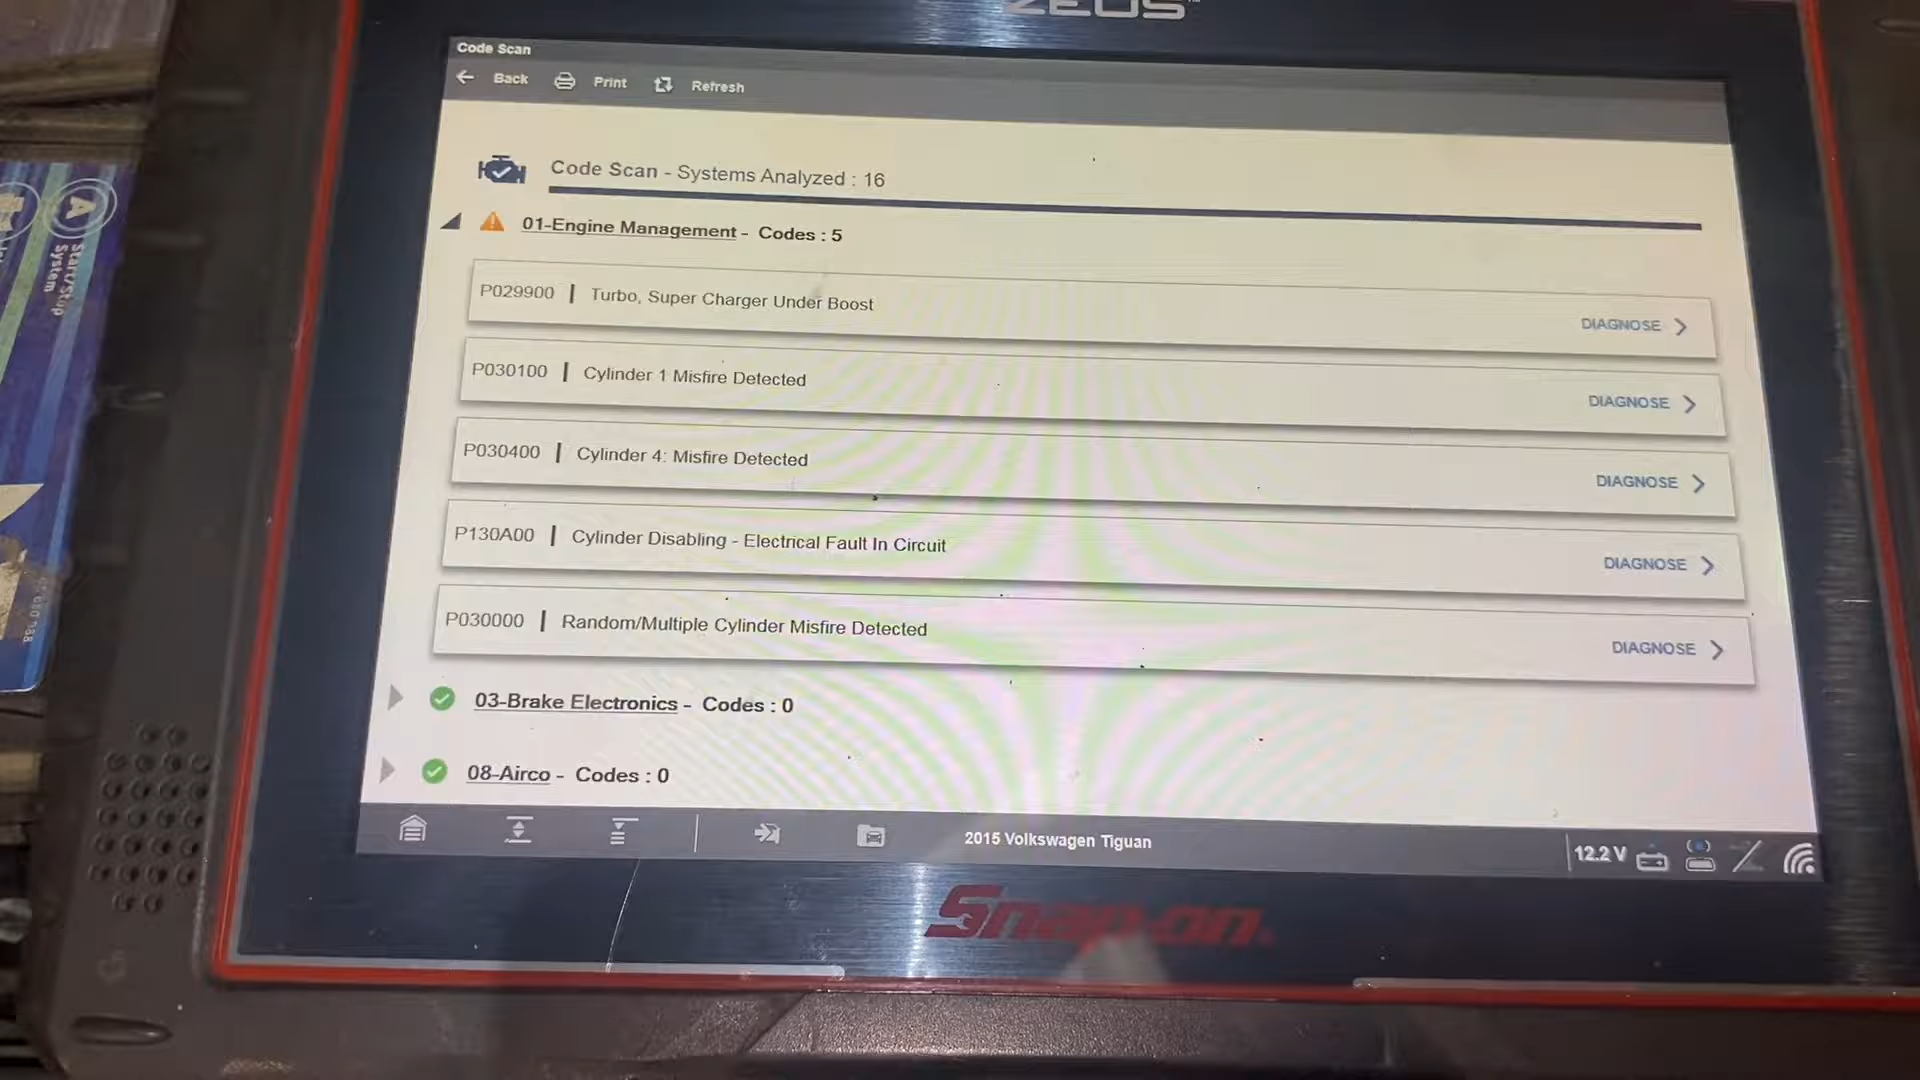 ZEUS
Code Scan
Back Print Refresh
Code Scan - Systems Analyzed : 16
01-Engine Management - Codes : 5
P029900 | Turbo, Super Charger Under Boost
DIAGNOSE
P030100 | Cylinder 1 Misfire Detected
DIAGNOSE
P030400 | Cylinder 4: Misfire Detected
DIAGNOSE
P130A00 | Cylinder Disabling - Electrical Fault In Circuit
DIAGNOSE
P030000 | Random/Multiple Cylinder Misfire Detected
DIAGNOSE
03-Brake Electronics - Codes : 0
08-Airco - Codes : 0
2015 Volkswagen Tiguan
12.2 V
Snap-on
A
Start/Stop
System